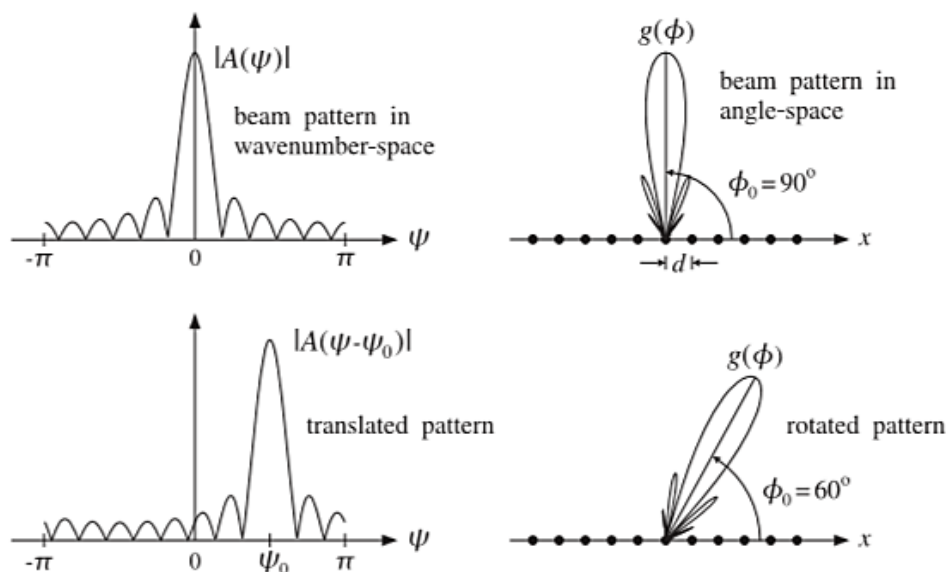 |A(ψ)|
beam pattern in
wavenumber-space
-π
0
π
ψ
g(ϕ)
beam pattern in
angle-space
ϕ₀ = 90°
x
d
|A(ψ-ψ₀)|
translated pattern
-π
0
ψ₀
π
ψ
g(ϕ)
rotated pattern
ϕ₀ = 60°
x